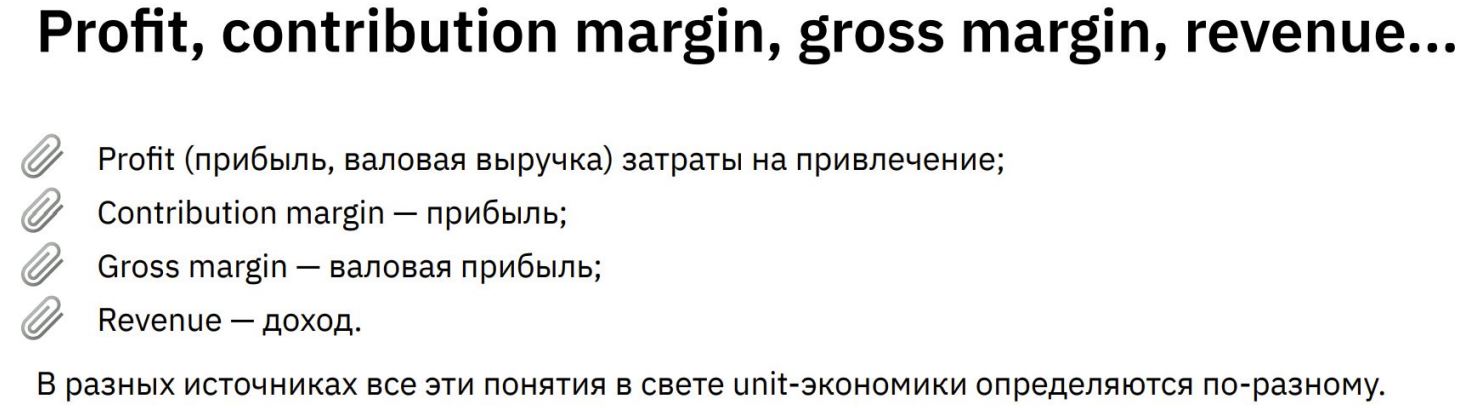 Profit, contribution margin, gross margin, revenue...
Profit (прибыль, валовая выручка) затраты на привлечение;
Contribution margin — прибыль;
Gross margin — валовая прибыль;
Revenue — доход.
В разных источниках все эти понятия в свете unit-экономики определяются по-разному.